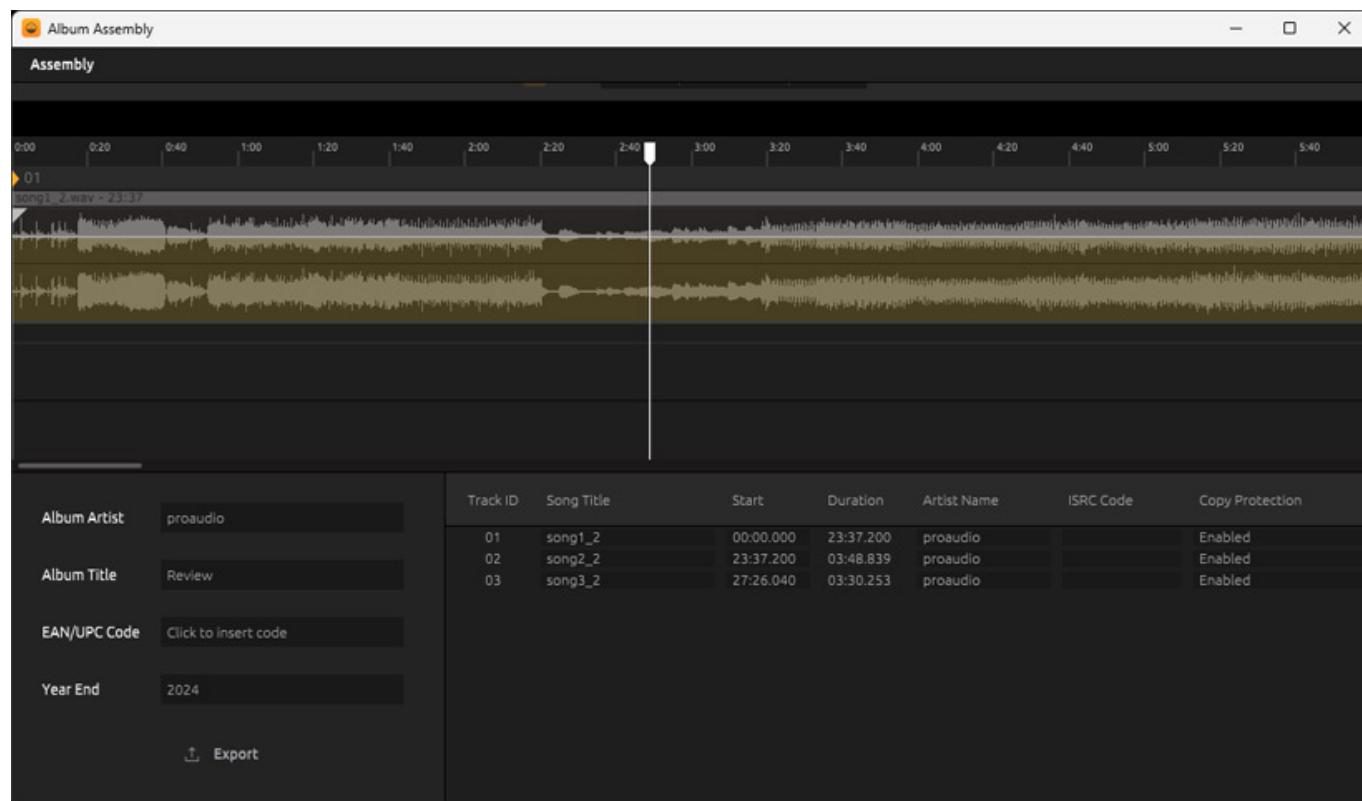 Album Assembly
Assembly
0:00 0:20 0:40 1:00 1:20 1:40 2:00 2:20 2:40 3:00 3:20 3:40 4:00 4:20 4:40 5:00 5:20 5:40
01
song1_2.wav - 23:37
Album Artist proaudio
Album Title Review
EAN/UPC Code Click to insert code
Year End 2024
Export
Track ID Song Title Start Duration Artist Name ISRC Code Copy Protection
01 song1_2 00:00.000 23:37.200 proaudio Enabled
02 song2_2 23:37.200 03:48.839 proaudio Enabled
03 song3_2 27:26.040 03:30.253 proaudio Enabled